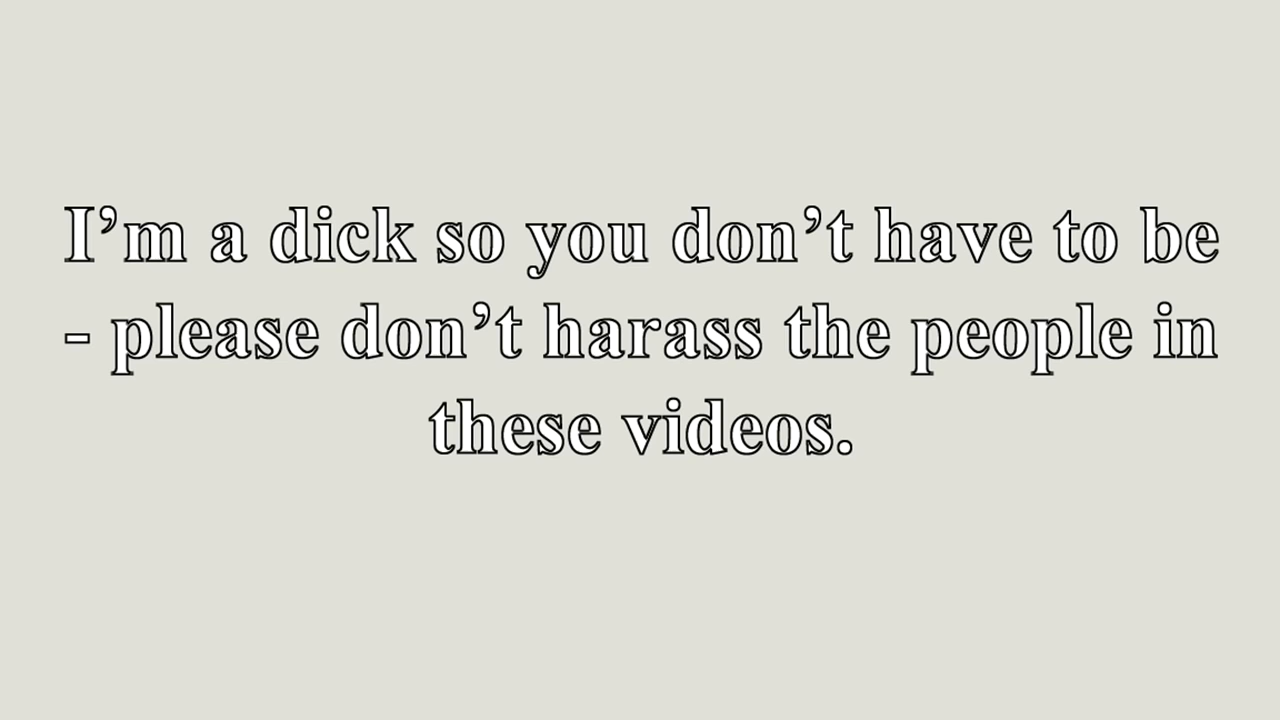 I’m a dick so you don’t have to be
- please don’t harass the people in
these videos.